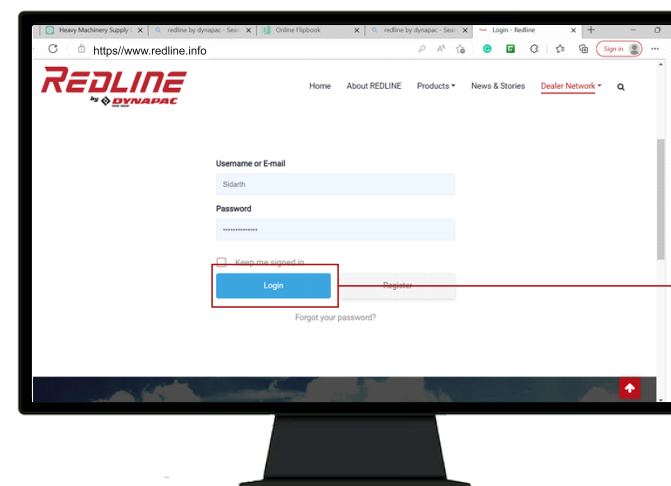 Heavy Machinery Supply
redline by dynapac - Sear
Online Flipbook
redline by dynapac - Sear
Login - Redline
https//www.redline.info
Sign in
REDLINE
by DYNAPAC
Home
About REDLINE
Products
News & Stories
Dealer Network
Username or E-mail
Sidarth
Password
Keep me signed in
Login
Register
Forgot your password?